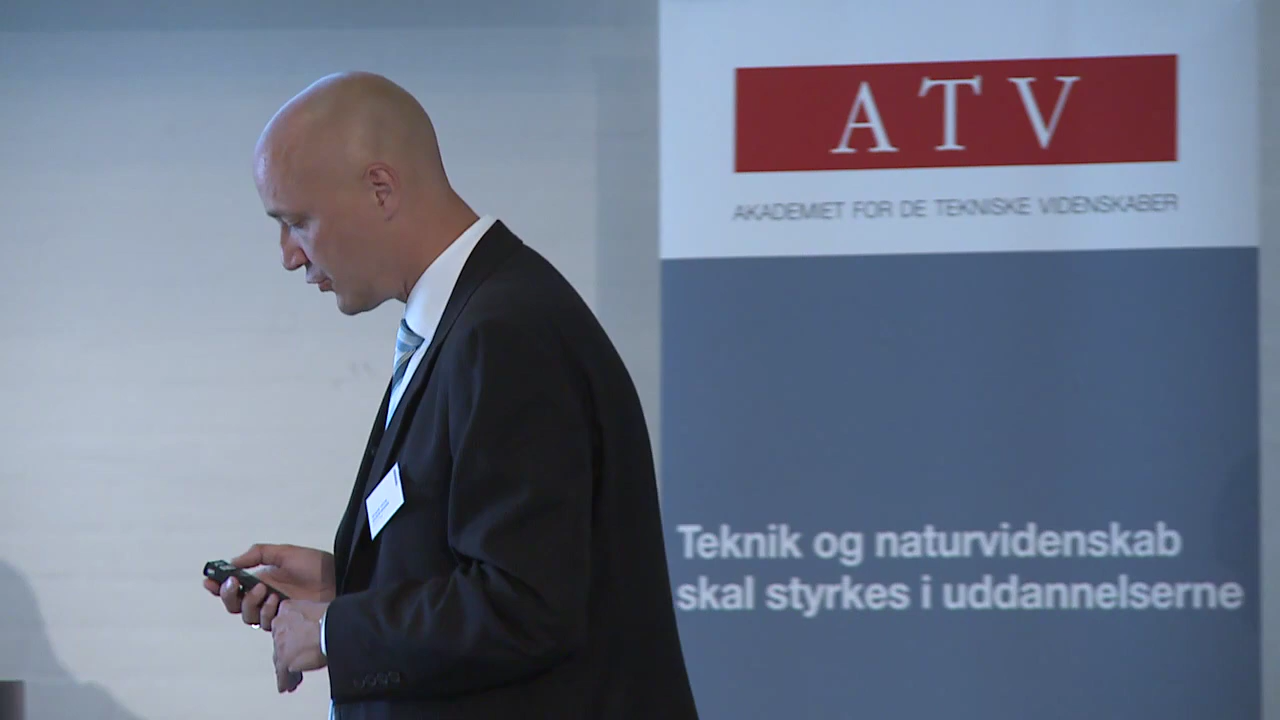 ATV
AKADEMIET FOR DE TEKNISKE VIDENSKABER
Teknik og naturvidenskab
skal styrkes i uddannelserne